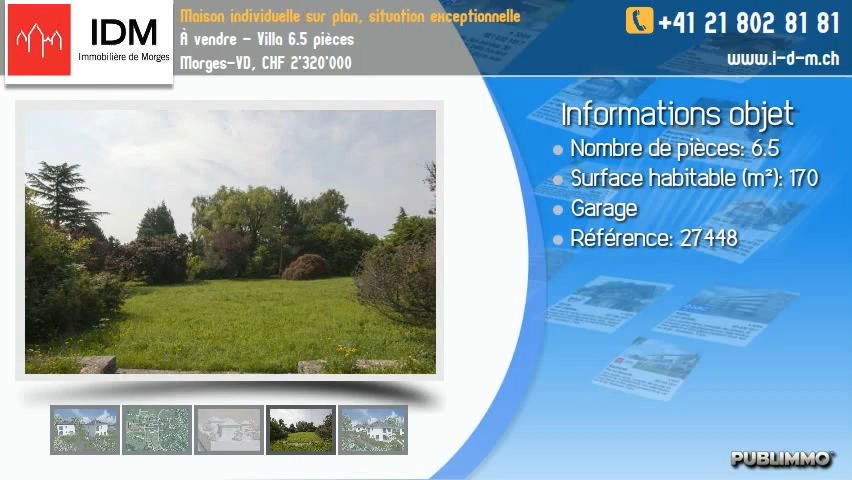 IDM
Immobilière de Morges
Maison individuelle sur plan, situation exceptionnelle
À vendre - Villa 6.5 pièces
Morges-VD, CHF 2'320'000
+41 21 802 81 81
www.i-d-m.ch
Informations objet
Nombre de pièces: 6.5
Surface habitable (m²): 170
Garage
Référence: 27448
PUBLIMMO